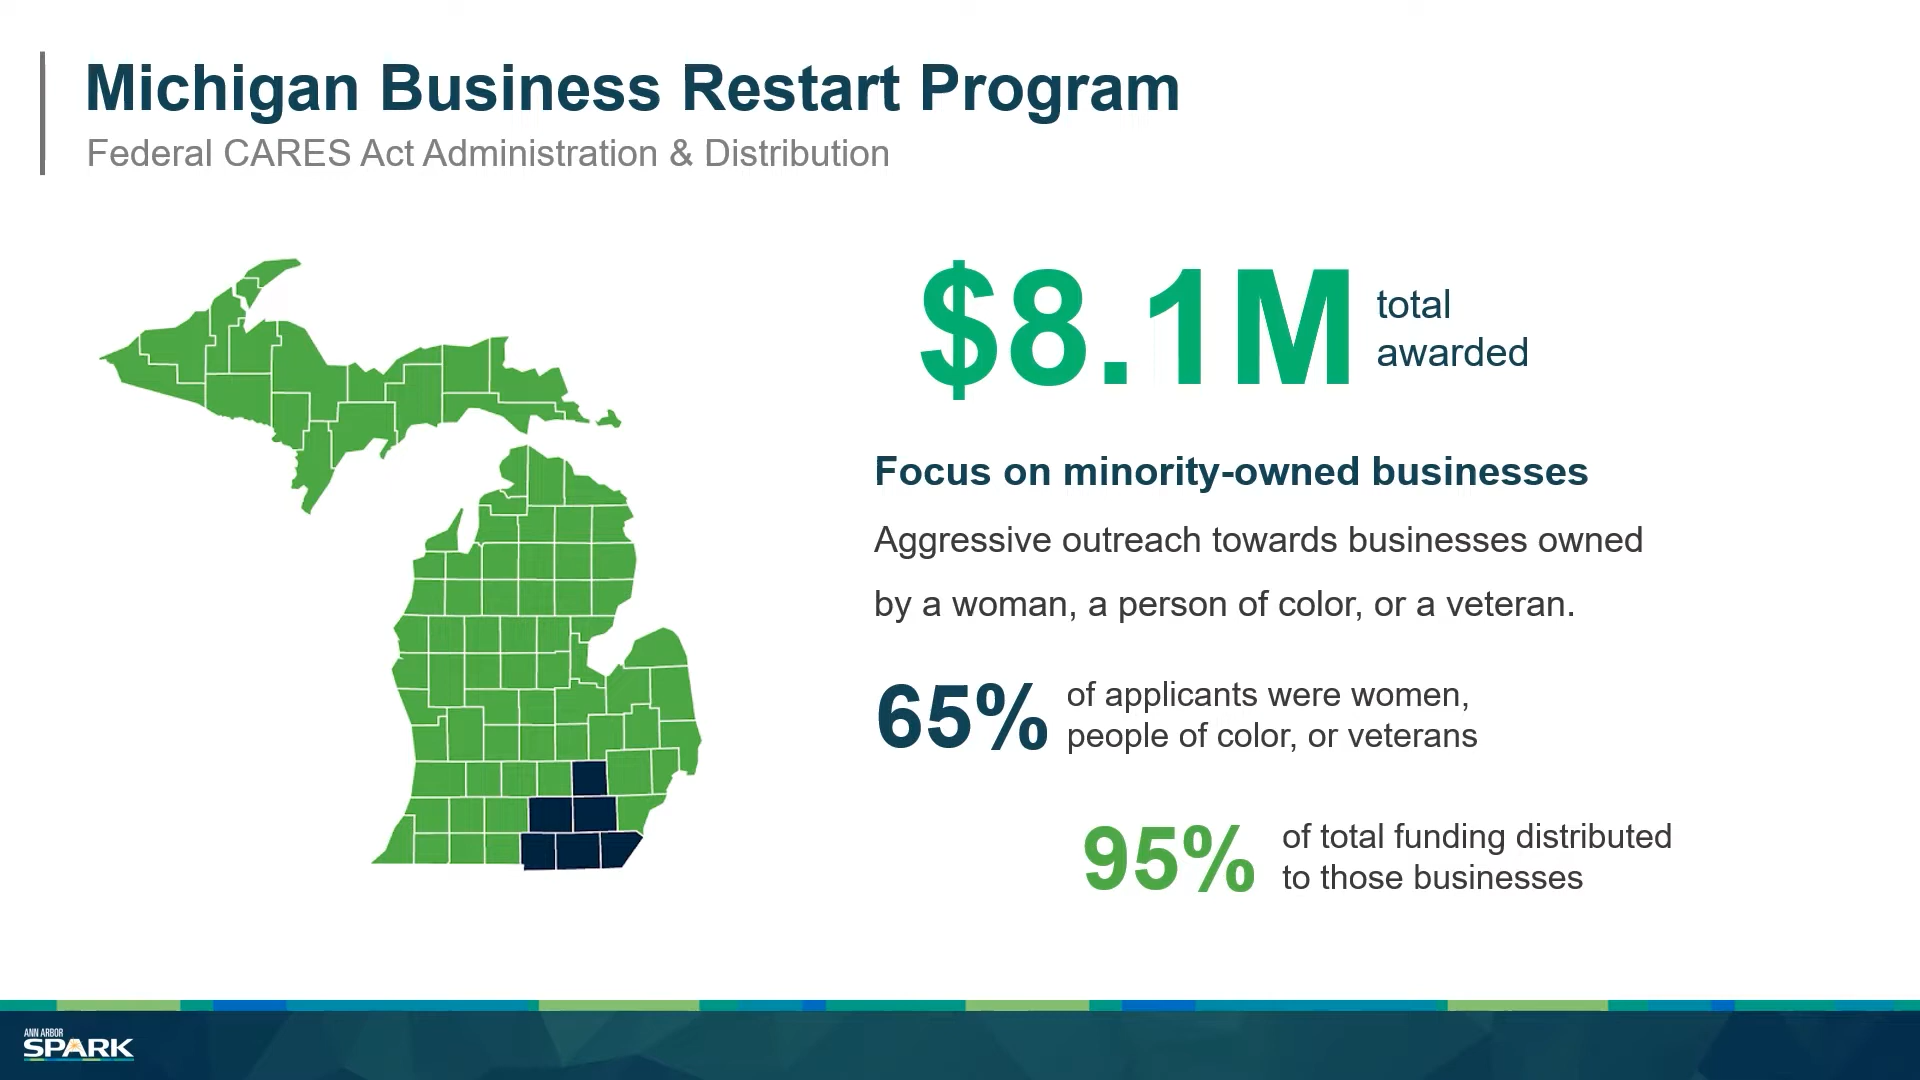 Michigan Business Restart Program
Federal CARES Act Administration & Distribution
$8.1M total
awarded
Focus on minority-owned businesses
Aggressive outreach towards businesses owned
by a woman, a person of color, or a veteran.
65% of applicants were women,
people of color, or veterans
95% of total funding distributed
to those businesses
ANN ARBOR
SPARK